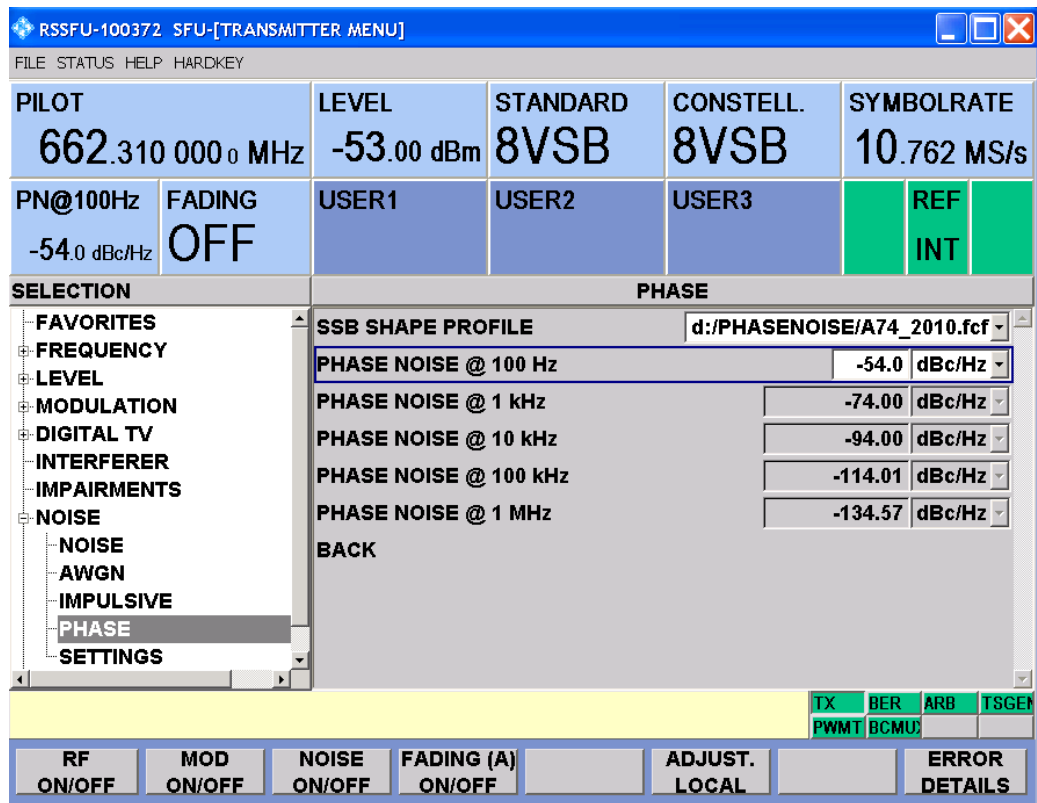 RSSFU-100372 SFU-[TRANSMITTER MENU]
FILE STATUS HELP HARDKEY
PILOT LEVEL STANDARD CONSTELL. SYMBOLRATE
662.310 000 0 MHz -53.00 dBm 8VSB 8VSB 10.762 MS/s
PN@100Hz FADING USER1 USER2 USER3 REF
-54.0 dBc/Hz OFF INT
SELECTION PHASE
FAVORITES
FREQUENCY
LEVEL
MODULATION
DIGITAL TV
INTERFERER
IMPAIRMENTS
NOISE
NOISE
AWGN
IMPULSIVE
PHASE
SETTINGS
SSB SHAPE PROFILE d:/PHASENOISE/A74_2010.fcf
PHASE NOISE @ 100 Hz -54.0 dBc/Hz
PHASE NOISE @ 1 kHz -74.00 dBc/Hz
PHASE NOISE @ 10 kHz -94.00 dBc/Hz
PHASE NOISE @ 100 kHz -114.01 dBc/Hz
PHASE NOISE @ 1 MHz -134.57 dBc/Hz
BACK
TX BER ARB TSGEN
PWMT BCMUX
RF MOD NOISE FADING (A) ADJUST. ERROR
ON/OFF ON/OFF ON/OFF ON/OFF LOCAL DETAILS